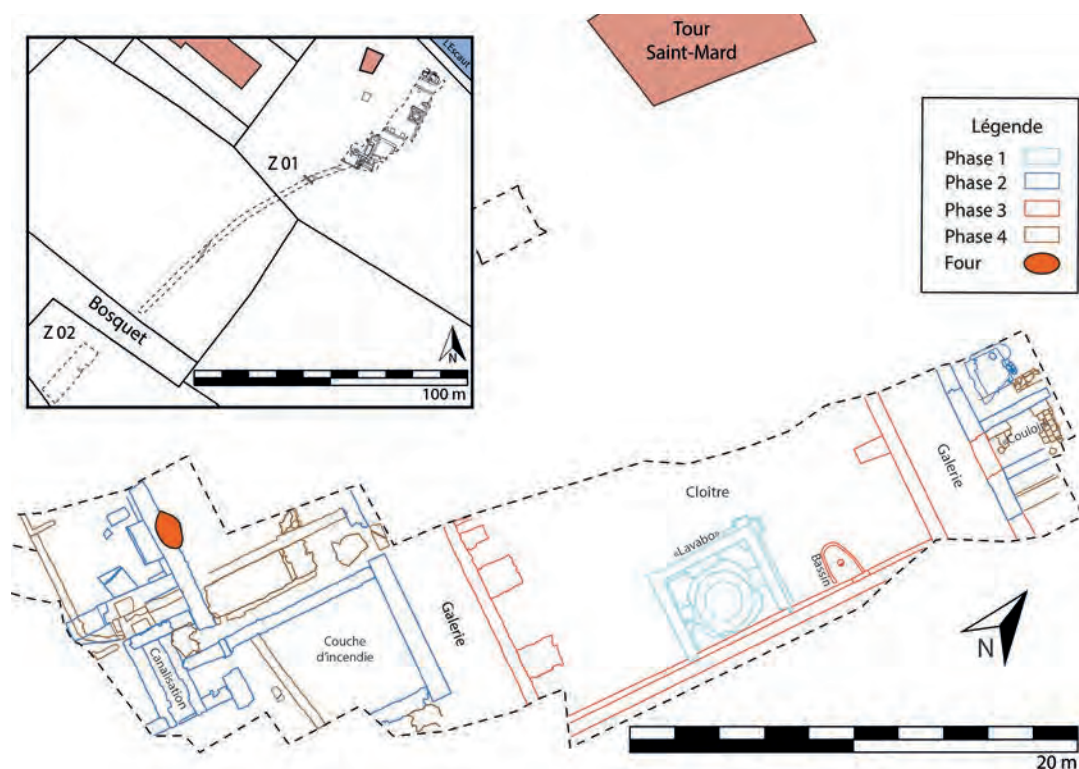 Tour
Saint-Mard
L'Escaut
Z 01
Bosquet
Z 02
N
100 m
Légende
Phase 1
Phase 2
Phase 3
Phase 4
Four
«Couloir»
Galerie
Cloître
«Lavabo»
Bassin
Galerie
Couche
d'incendie
Canalisation
N
20 m